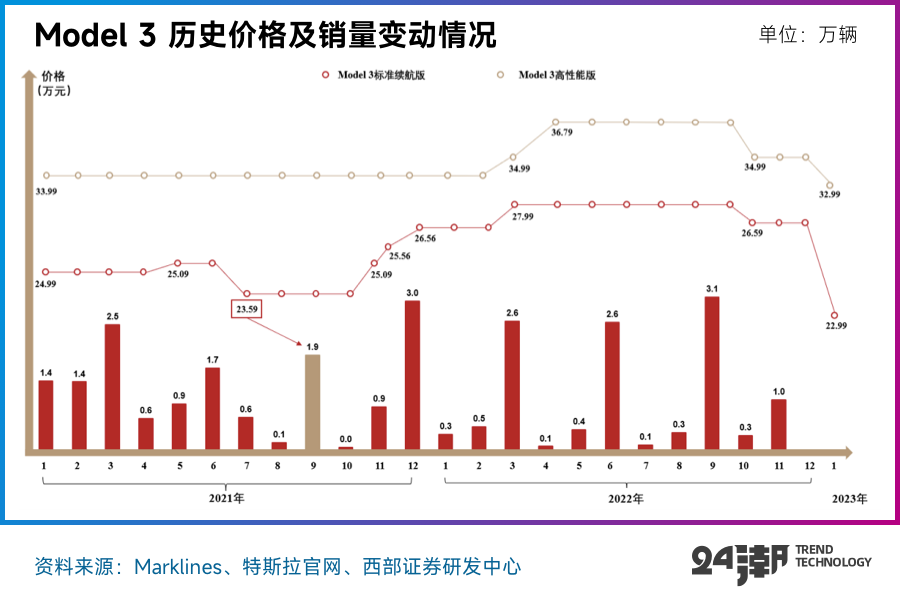 Model 3 历史价格及销量变动情况
单位：万辆
价格
(万元)
Model 3标准续航版
Model 3高性能版
33.99
34.99
36.79
34.99
32.99
24.99
25.09
23.59
25.09
25.56
26.56
27.99
26.59
22.99
1.4
1.4
2.5
0.6
0.9
1.7
0.6
0.1
1.9
0.0
0.9
3.0
0.3
0.5
2.6
0.1
0.4
2.6
0.1
0.3
3.1
0.3
1.0
1 2 3 4 5 6 7 8 9 10 11 12 1 2 3 4 5 6 7 8 9 10 11 12 1
2021年
2022年
2023年
资料来源：Marklines、特斯拉官网、西部证券研发中心
24潮
TREND
TECHNOLOGY